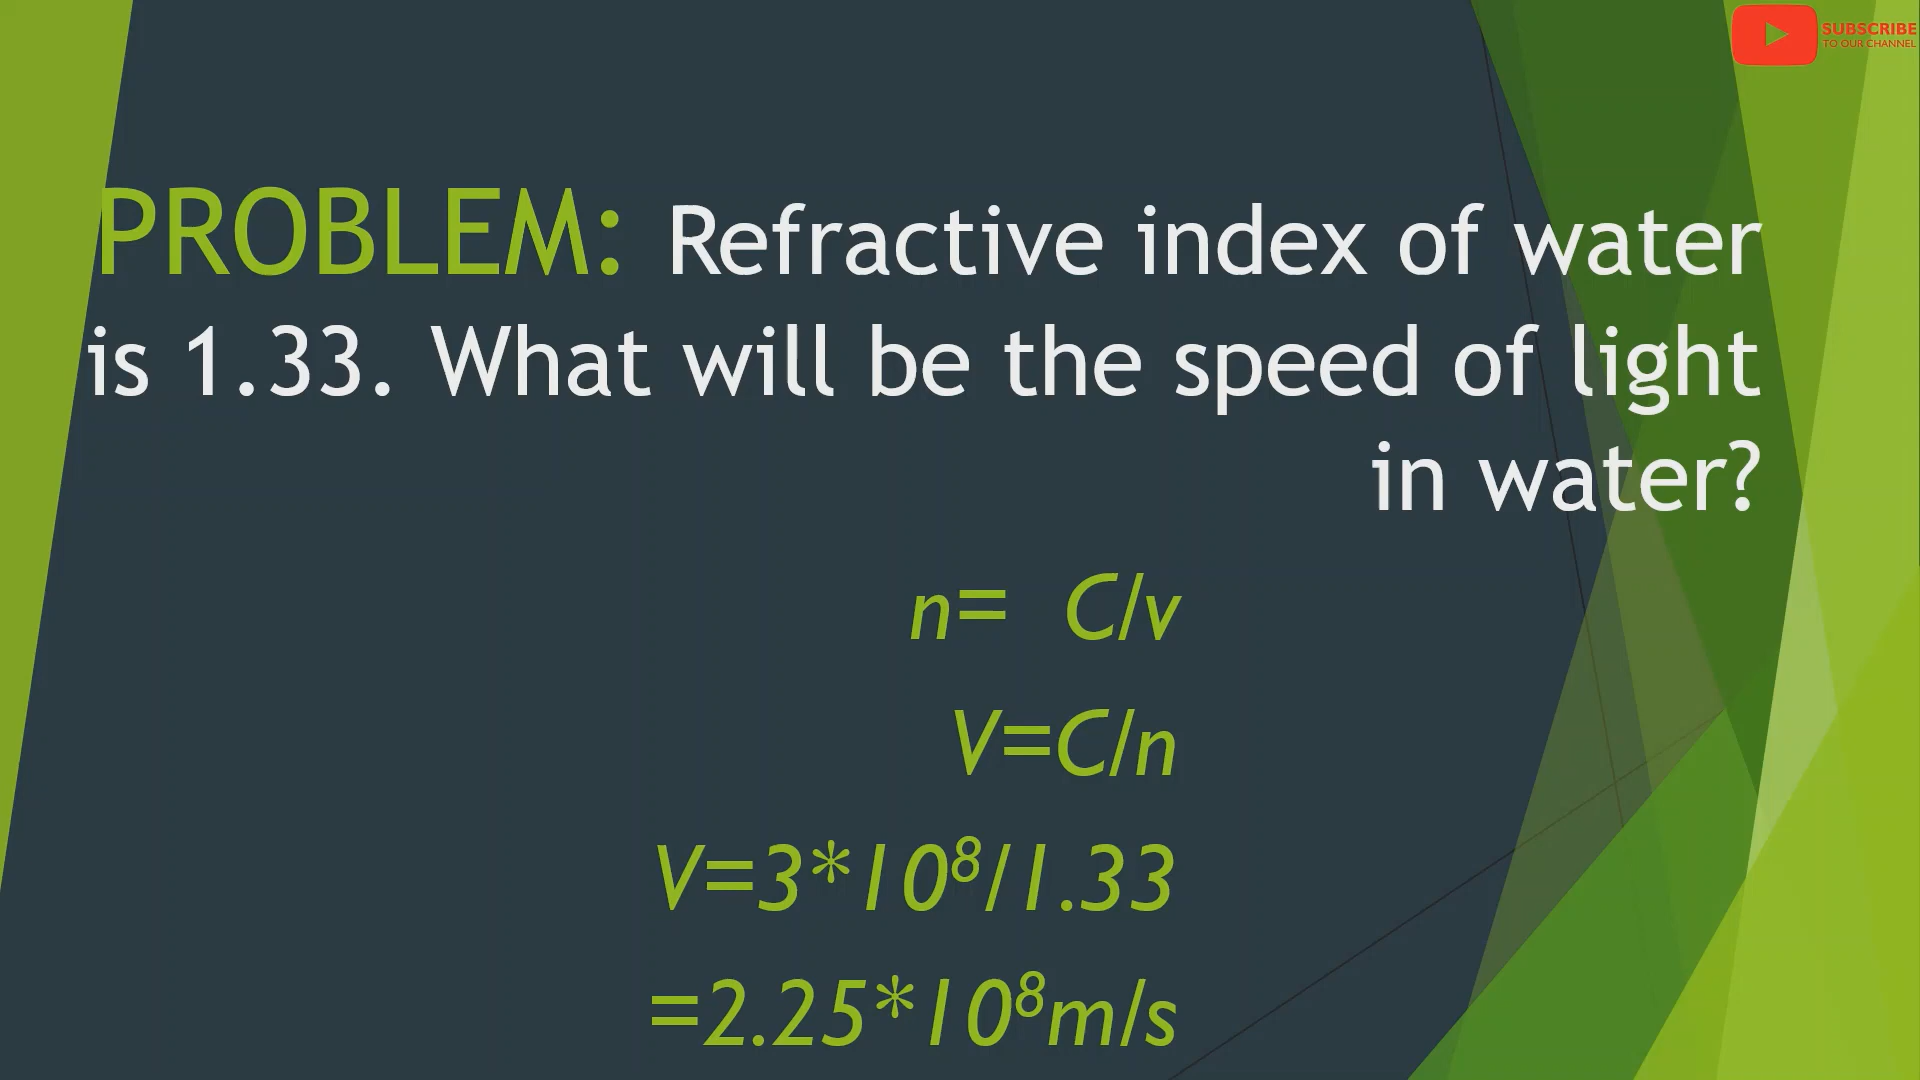 SUBSCRIBE
TO OUR CHANNEL
PROBLEM: Refractive index of water
is 1.33. What will be the speed of light
in water?
n= C/v
V=C/n
V=3*10⁸/1.33
=2.25*10⁸m/s